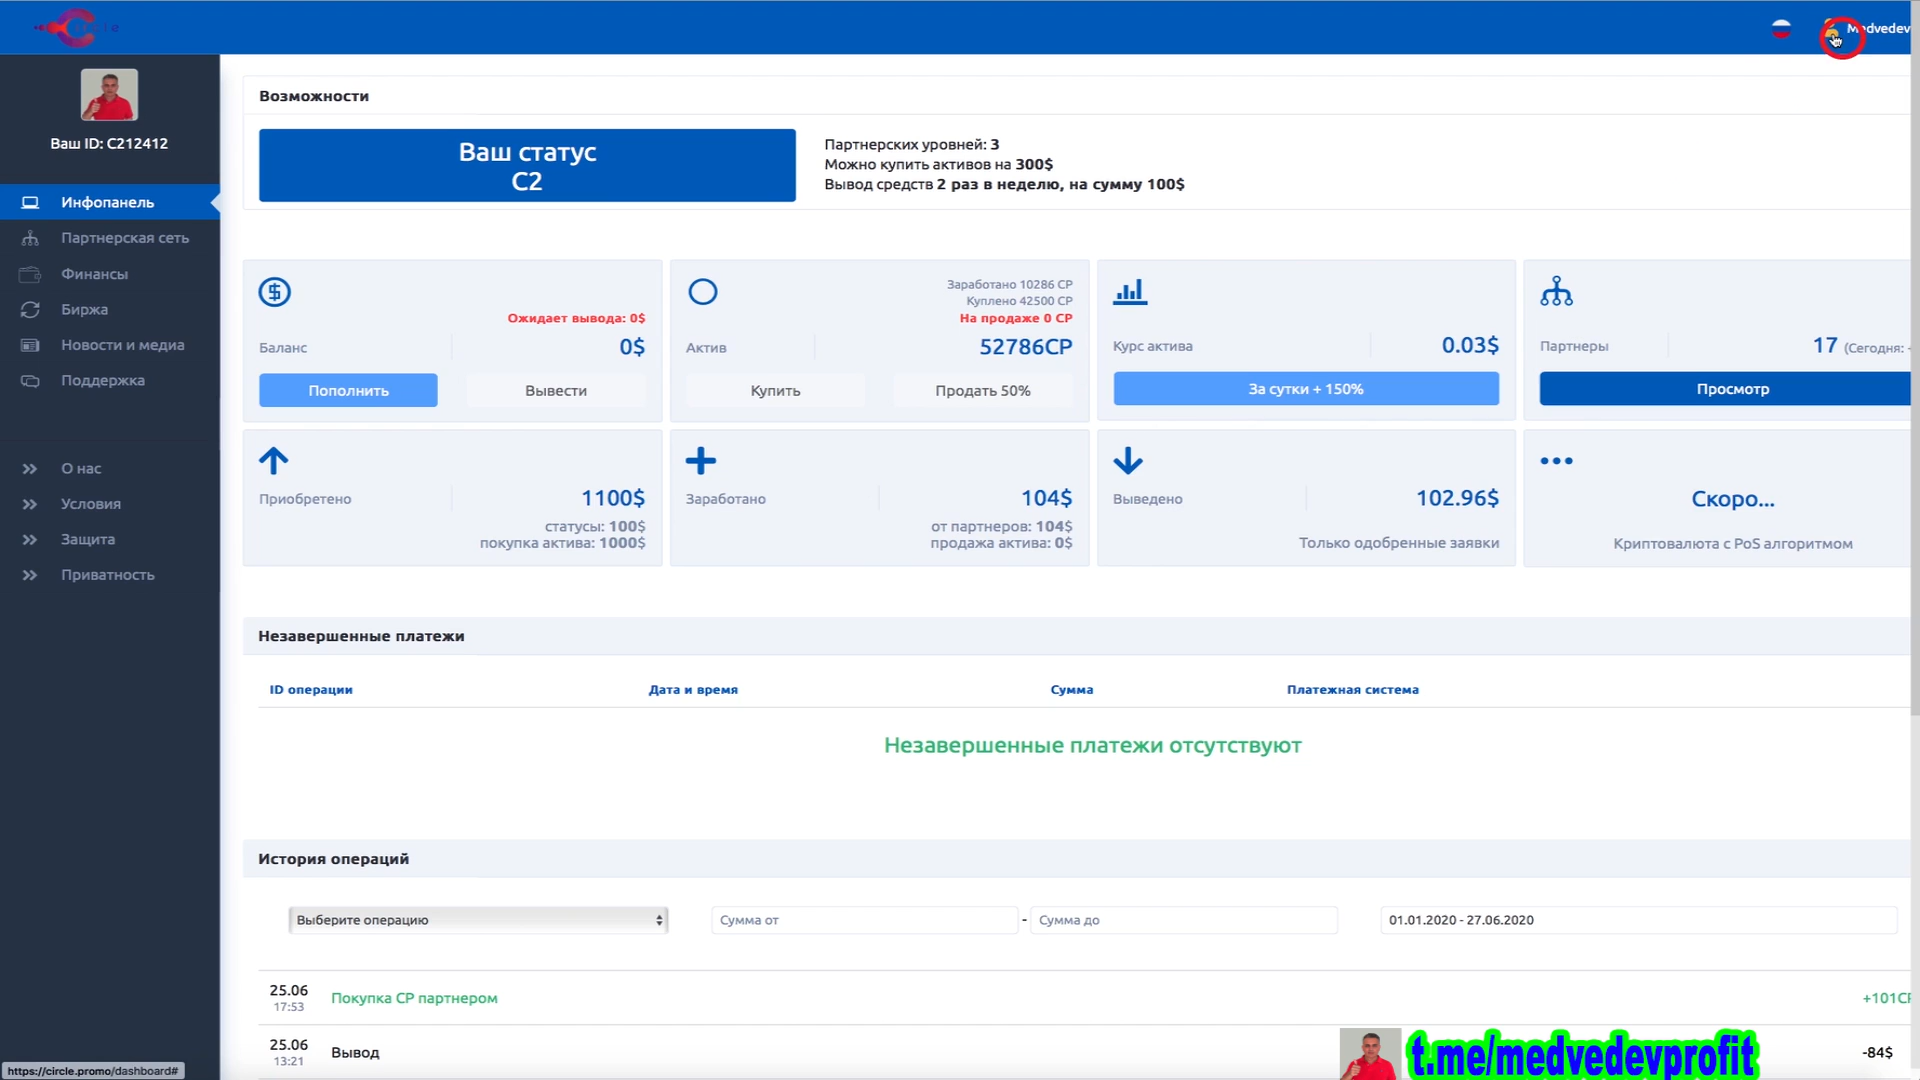 Circle
Medvedev
Ваш ID: C212412
Инфопанель
Партнерская сеть
Финансы
Биржа
Новости и медиа
Поддержка
О нас
Условия
Защита
Приватность
Возможности
Ваш статус
C2
Партнерских уровней: 3
Можно купить активов на 300$
Вывод средств 2 раз в неделю, на сумму 100$
Ожидает вывода: 0$
Баланс 0$
Пополнить Вывести
Заработано 10286 CP
Куплено 42500 CP
На продаже 0 CP
Актив 52786CP
Купить Продать 50%
Курс актива 0.03$
За сутки + 150%
Партнеры 17 (Сегодня: -
Просмотр
Приобретено 1100$
статусы: 100$
покупка актива: 1000$
Заработано 104$
от партнеров: 104$
продажа актива: 0$
Выведено 102.96$
Только одобренные заявки
Скоро...
Криптовалюта с PoS алгоритмом
Незавершенные платежи
ID операции Дата и время Сумма Платежная система
Незавершенные платежи отсутствуют
История операций
Выберите операцию Сумма от - Сумма до 01.01.2020 - 27.06.2020
25.06
17:53
Покупка CP партнером +101CP
25.06
13:21
Вывод -84$
t.me/medvedevprofit
https://circle.promo/dashboard#